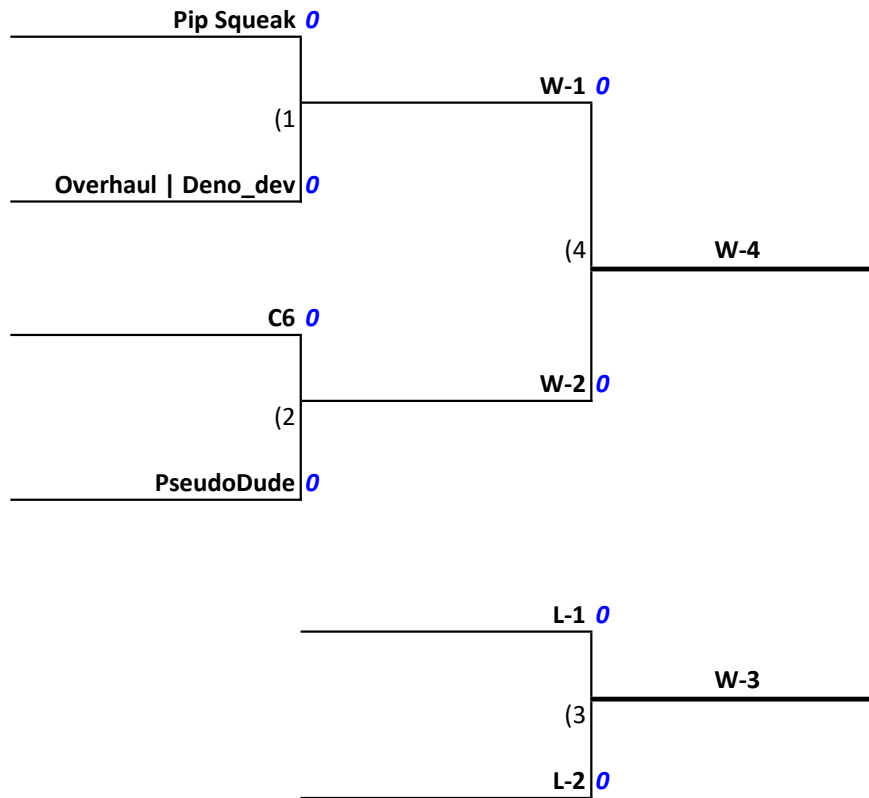 Pip Squeak 0
W-1 0
(1
Overhaul | Deno_dev 0
(4
W-4
C6 0
W-2 0
(2
PseudoDude 0
L-1 0
W-3
(3
L-2 0